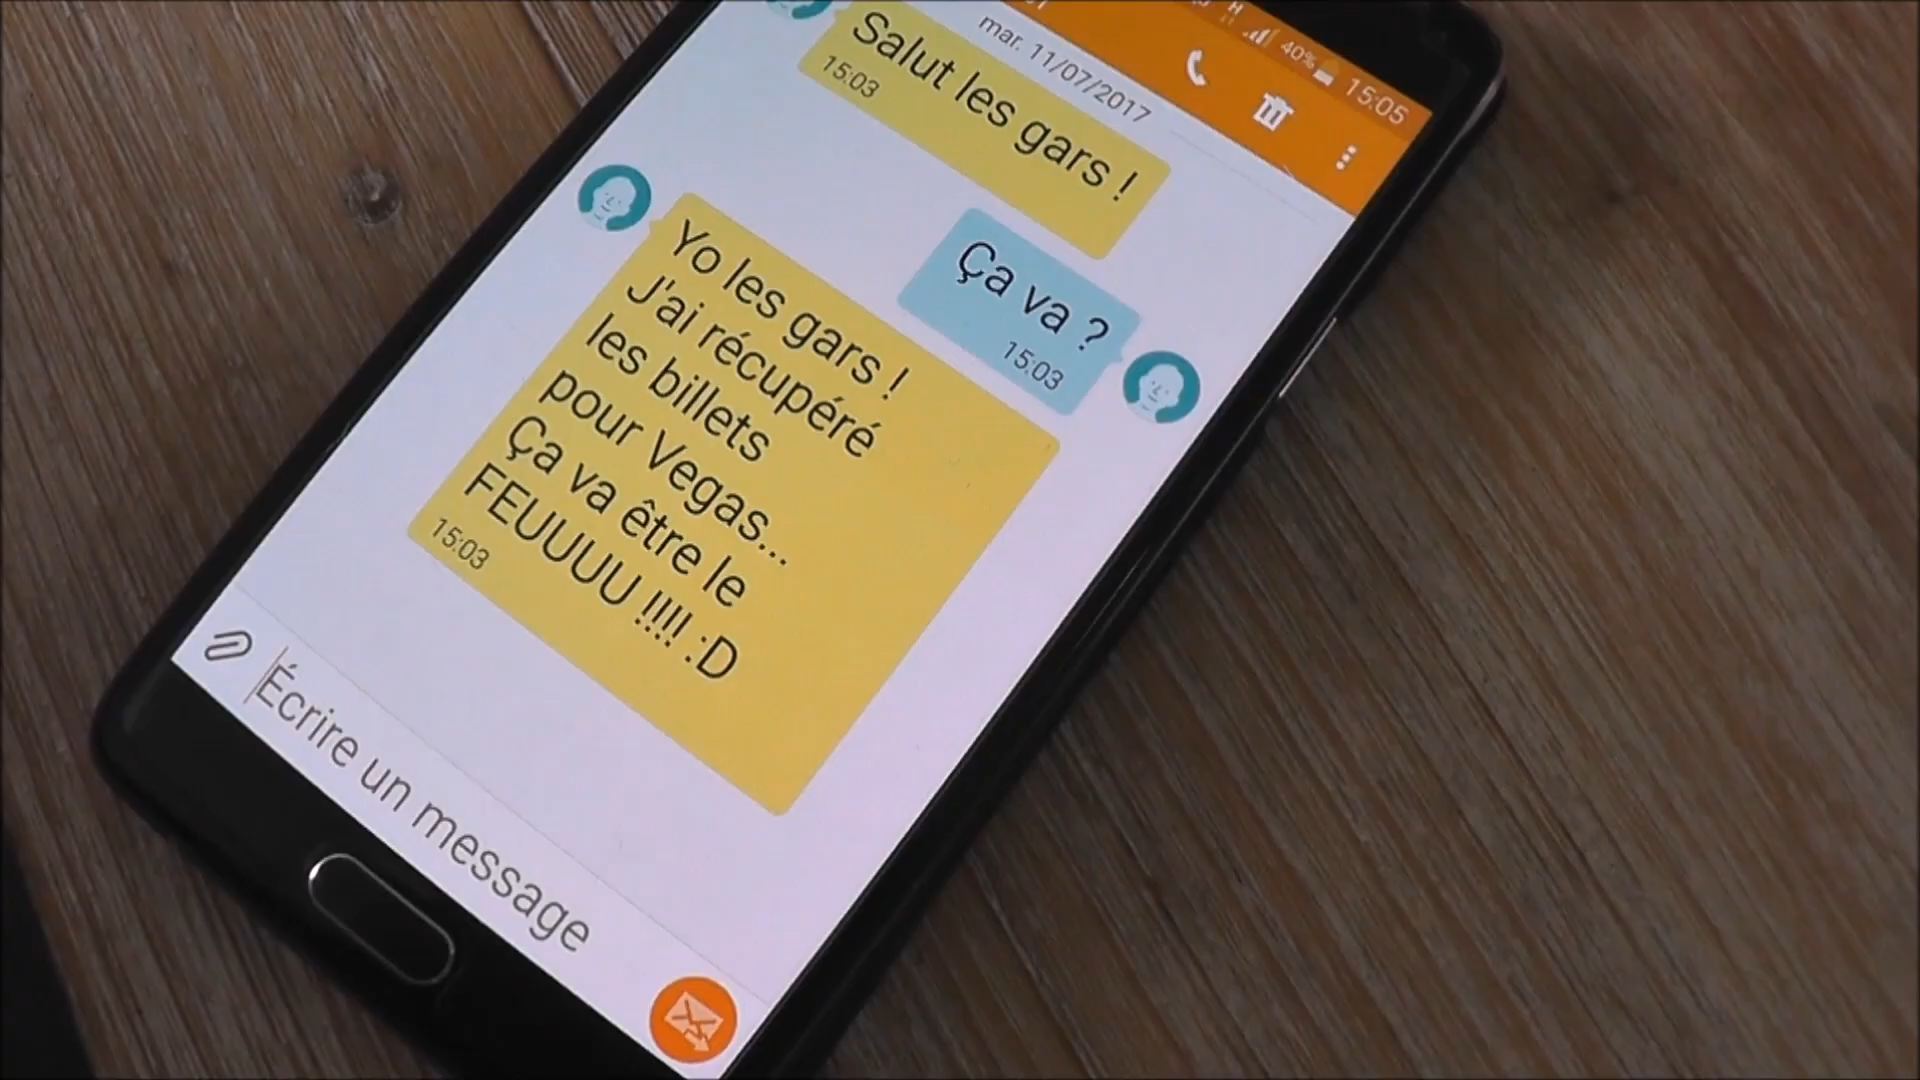 H 40% 15:05
mar. 11/07/2017
Salut les gars !
15:03
Ça va ?
15:03
Yo les gars !
J'ai récupéré
les billets
pour Vegas...
Ça va être le
FEUUUU !!!! :D
15:03
Écrire un message